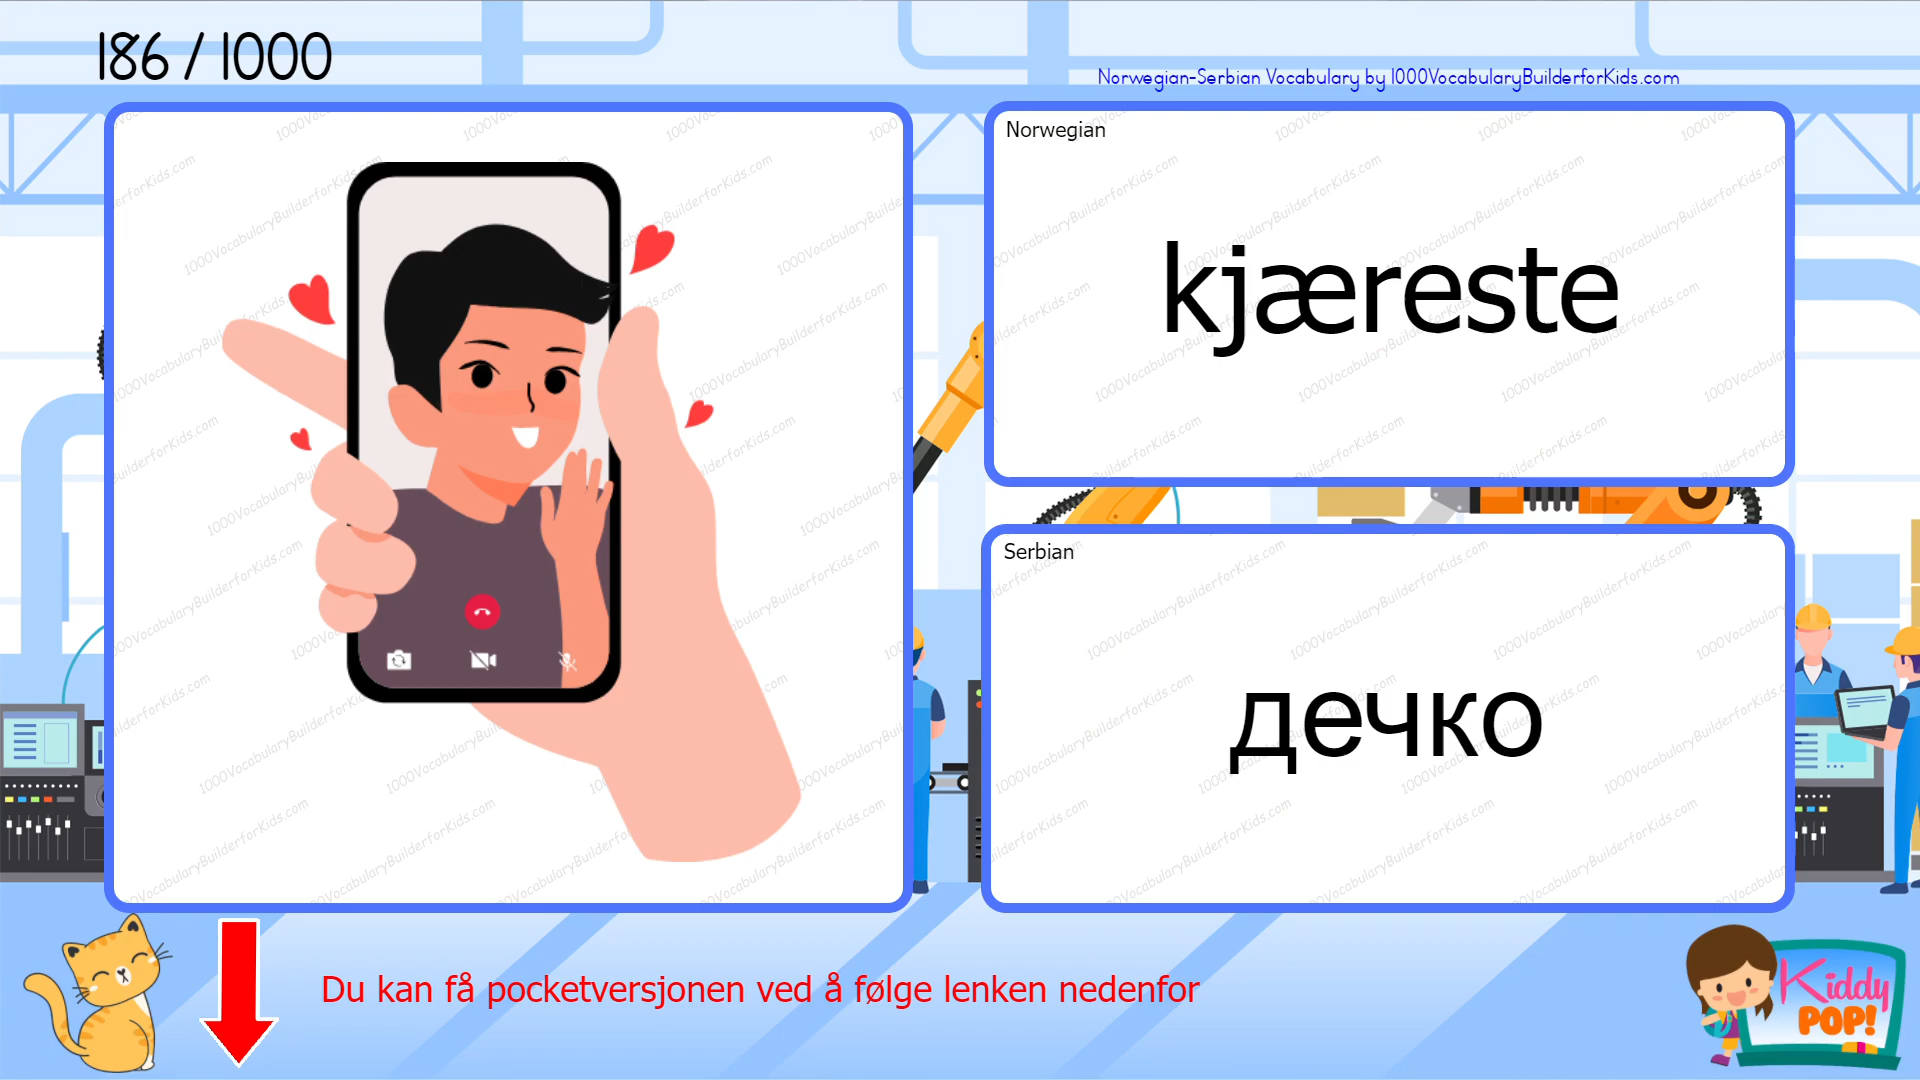 186 / 1000
Norwegian-Serbian Vocabulary by 1000VocabularyBuilderforKids.com
Norwegian
kjæreste
Serbian
дечко
Du kan få pocketversjonen ved å følge lenken nedenfor
Kiddy
POP!